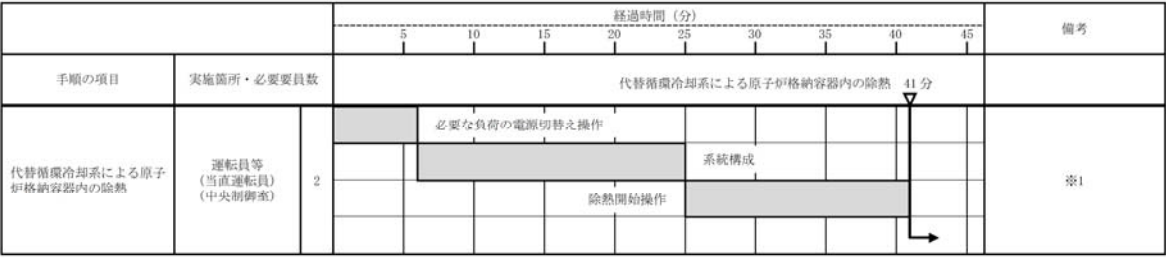 経過時間(分)
備考
5 10 15 20 25 30 35 40 45
手順の項目
実施箇所・必要要員数
代替循環冷却系による原子炉格納容器内の除熱 41分
必要な負荷の電源切替え操作
代替循環冷却系による原子
炉格納容器内の除熱
運転員等
(当直運転員)
(中央制御室)
2
系統構成
除熱開始操作
※1